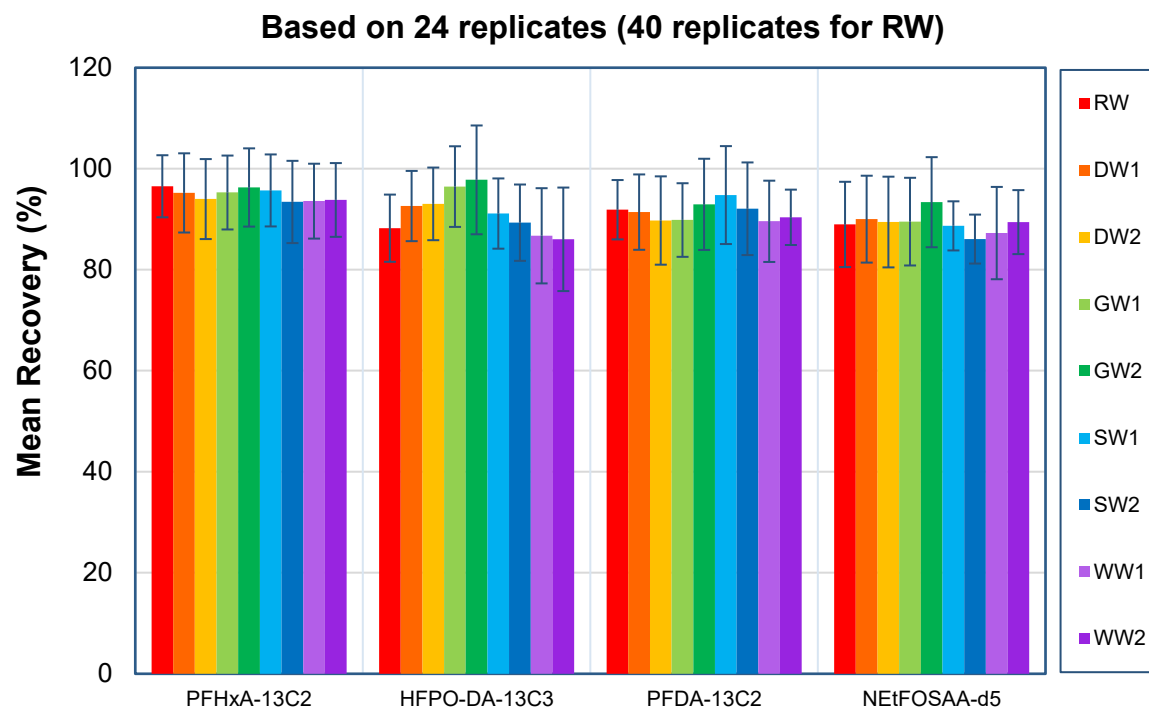 Based on 24 replicates (40 replicates for RW)
Mean Recovery (%)
120
100
80
60
40
20
0
PFHxA-13C2
HFPO-DA-13C3
PFDA-13C2
NEtFOSAA-d5
RW
DW1
DW2
GW1
GW2
SW1
SW2
WW1
WW2